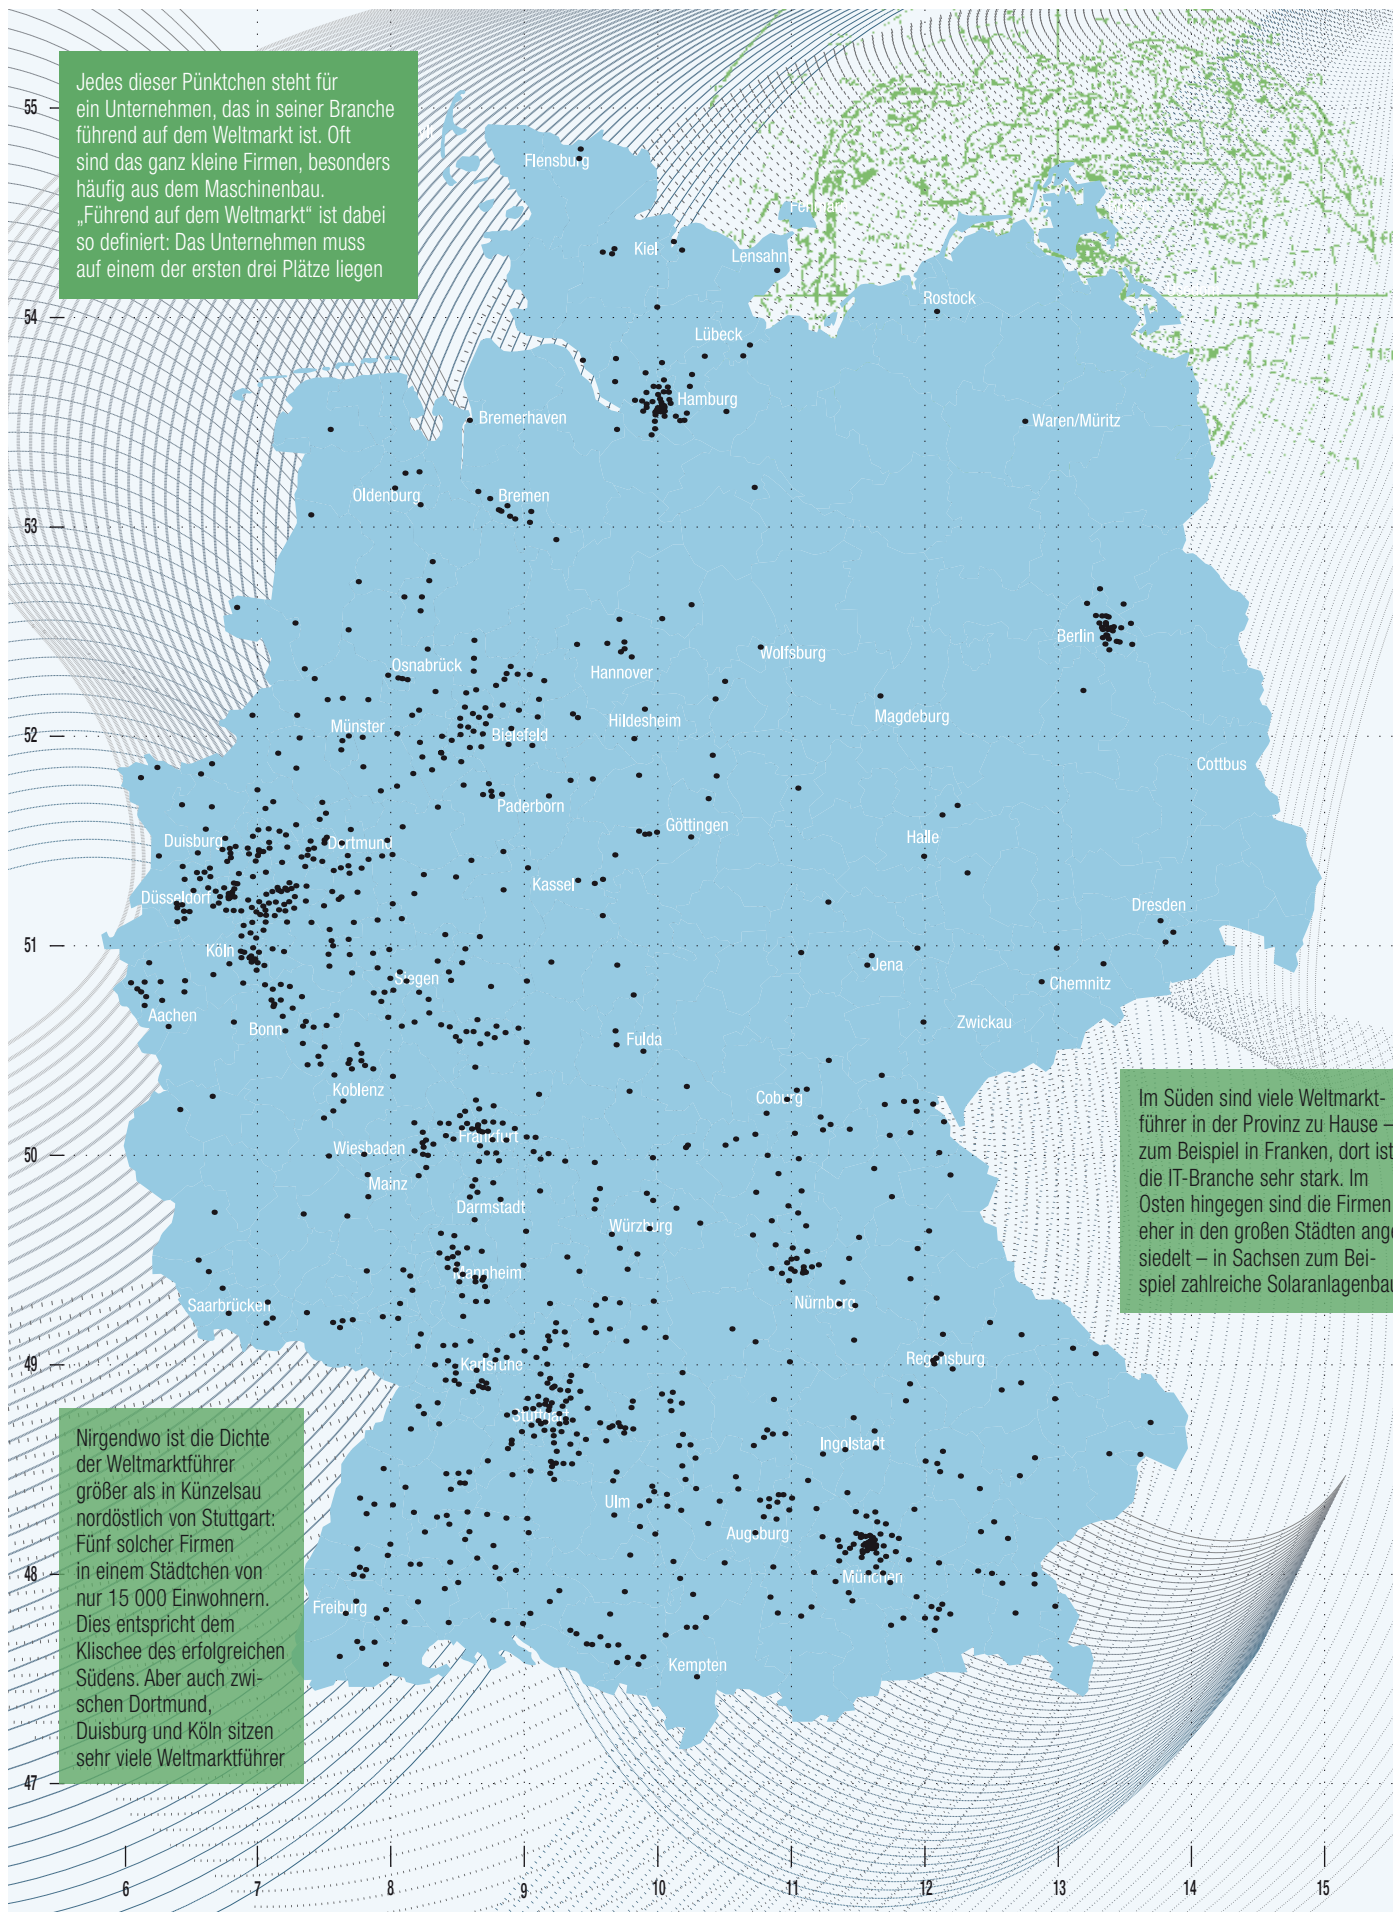 Jedes dieser Pünktchen steht für
ein Unternehmen, das in seiner Branche
führend auf dem Weltmarkt ist. Oft
sind das ganz kleine Firmen, besonders
häufig aus dem Maschinenbau.
„Führend auf dem Weltmarkt“ ist dabei
so definiert: Das Unternehmen muss
auf einem der ersten drei Plätze liegen
55
Flensburg
Kiel
Lensahn
Rostock
54
Lübeck
Hamburg
Bremerhaven
Waren/Müritz
Oldenburg
Bremen
53
Berlin
Osnabrück
Hannover
Wolfsburg
Hildesheim
Magdeburg
Münster
Bielefeld
52
Cottbus
Paderborn
Göttingen
Halle
Duisburg
Dortmund
Kassel
Düsseldorf
Dresden
51
Köln
Jena
Siegen
Chemnitz
Aachen
Bonn
Zwickau
Fulda
Koblenz
Coburg
Im Süden sind viele Weltmarkt-
führer in der Provinz zu Hause –
zum Beispiel in Franken, dort ist
die IT-Branche sehr stark. Im
Osten hingegen sind die Firmen
eher in den großen Städten ange
siedelt – in Sachsen zum Bei-
spiel zahlreiche Solaranlagenbau
Frankfurt
50
Wiesbaden
Mainz
Darmstadt
Würzburg
Mannheim
Saarbrücken
Nürnberg
49
Karlsruhe
Regensburg
Stuttgart
Ingolstadt
Nirgendwo ist die Dichte
der Weltmarktführer
größer als in Künzelsau
nordöstlich von Stuttgart:
Fünf solcher Firmen
in einem Städtchen von
nur 15 000 Einwohnern.
Dies entspricht dem
Klischee des erfolgreichen
Südens. Aber auch zwi-
schen Dortmund,
Duisburg und Köln sitzen
sehr viele Weltmarktführer
Ulm
Augsburg
48
München
Freiburg
Kempten
47
6 7 8 9 10 11 12 13 14 15